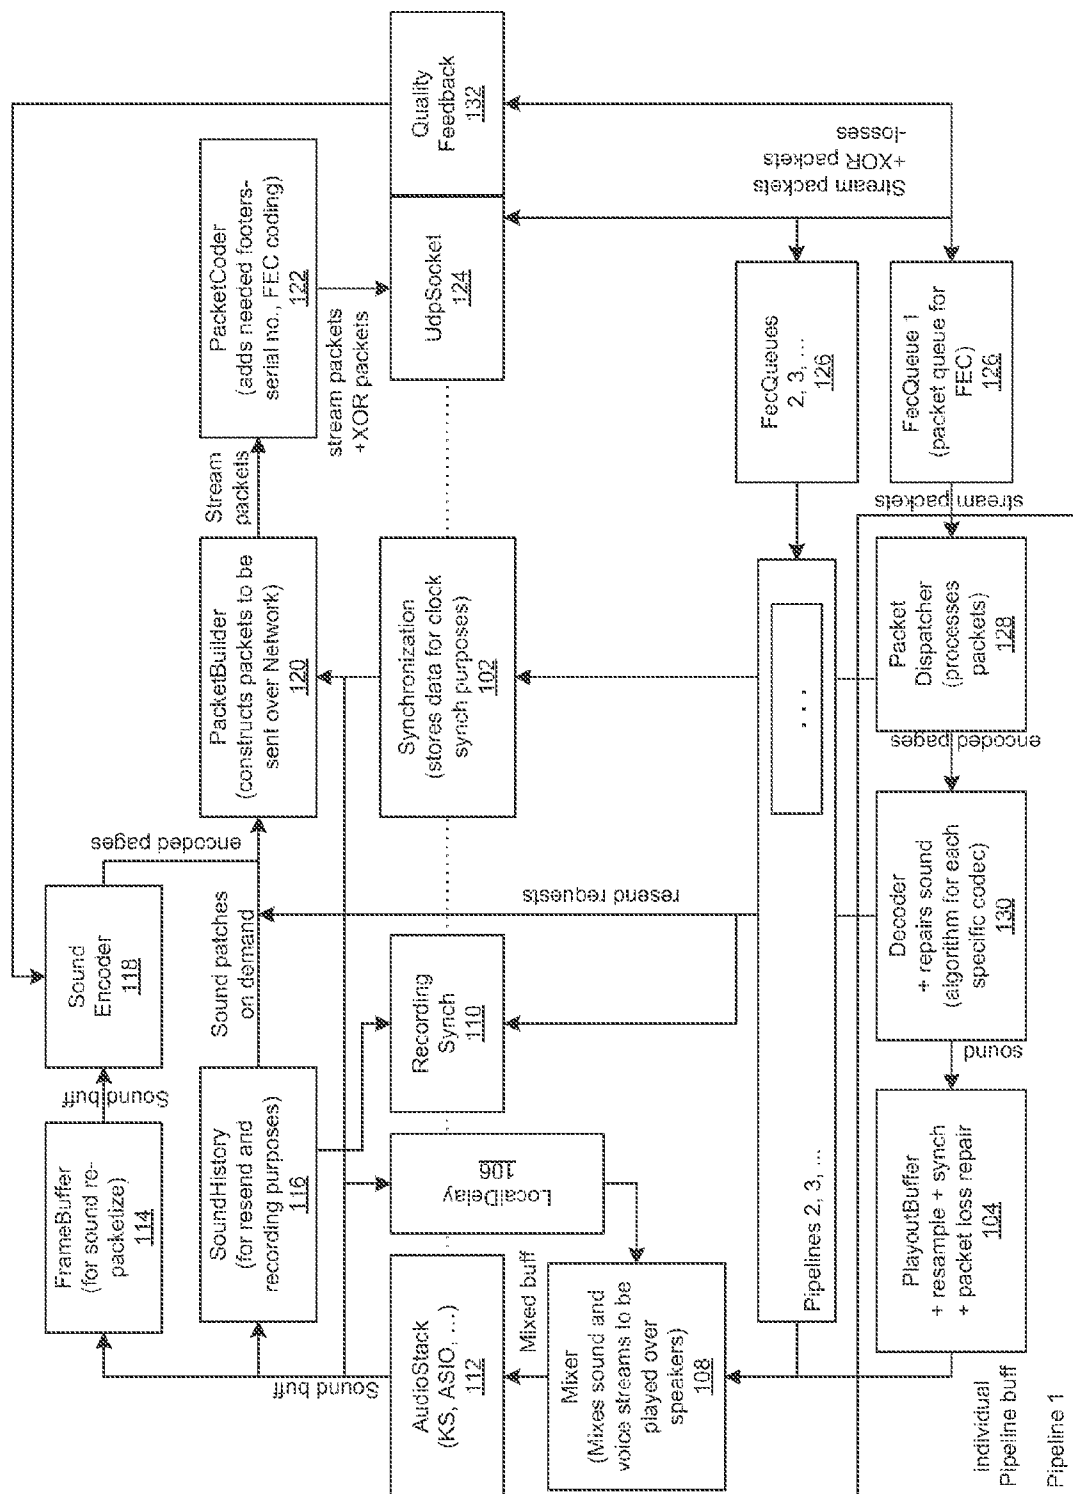 FrameBuffer
(for sound re-
packetize)
114
Sound buff
Sound
Encoder
118
encoded pages
SoundHistory
(for resend and
recording purposes)
116
Sound patches
on demand
PacketBuilder
(constructs packets to be
sent over Network)
120
Stream
packets
PacketCoder
(adds needed footers-
serial no., FEC coding)
122
stream packets
+XOR packets
Sound buff
AudioStack
(KS, ASIO, ...)
112
LocalDelay
106
Recording
Synch
110
Synchronization
(stores data for clock
synch purposes)
102
UdpSocket
124
Quality
Feedback
132
Mixed buff
Mixer
(Mixes sound and
voice streams to be
played over
speakers)
108
resend requests
Stream packets
+XOR packets
-losses
Pipelines 2, 3, ...
. . .
FecQueues
2, 3, ...
126
individual
Pipeline buff
Pipeline 1
PlayoutBuffer
+ resample + synch
+ packet loss repair
104
sound
Decoder
+ repairs sound
(algorithm for each
specific codec)
130
encoded pages
Packet
Dispatcher
(processes
packets)
128
stream packets
FecQueue 1
(packet queue for
FEC)
126